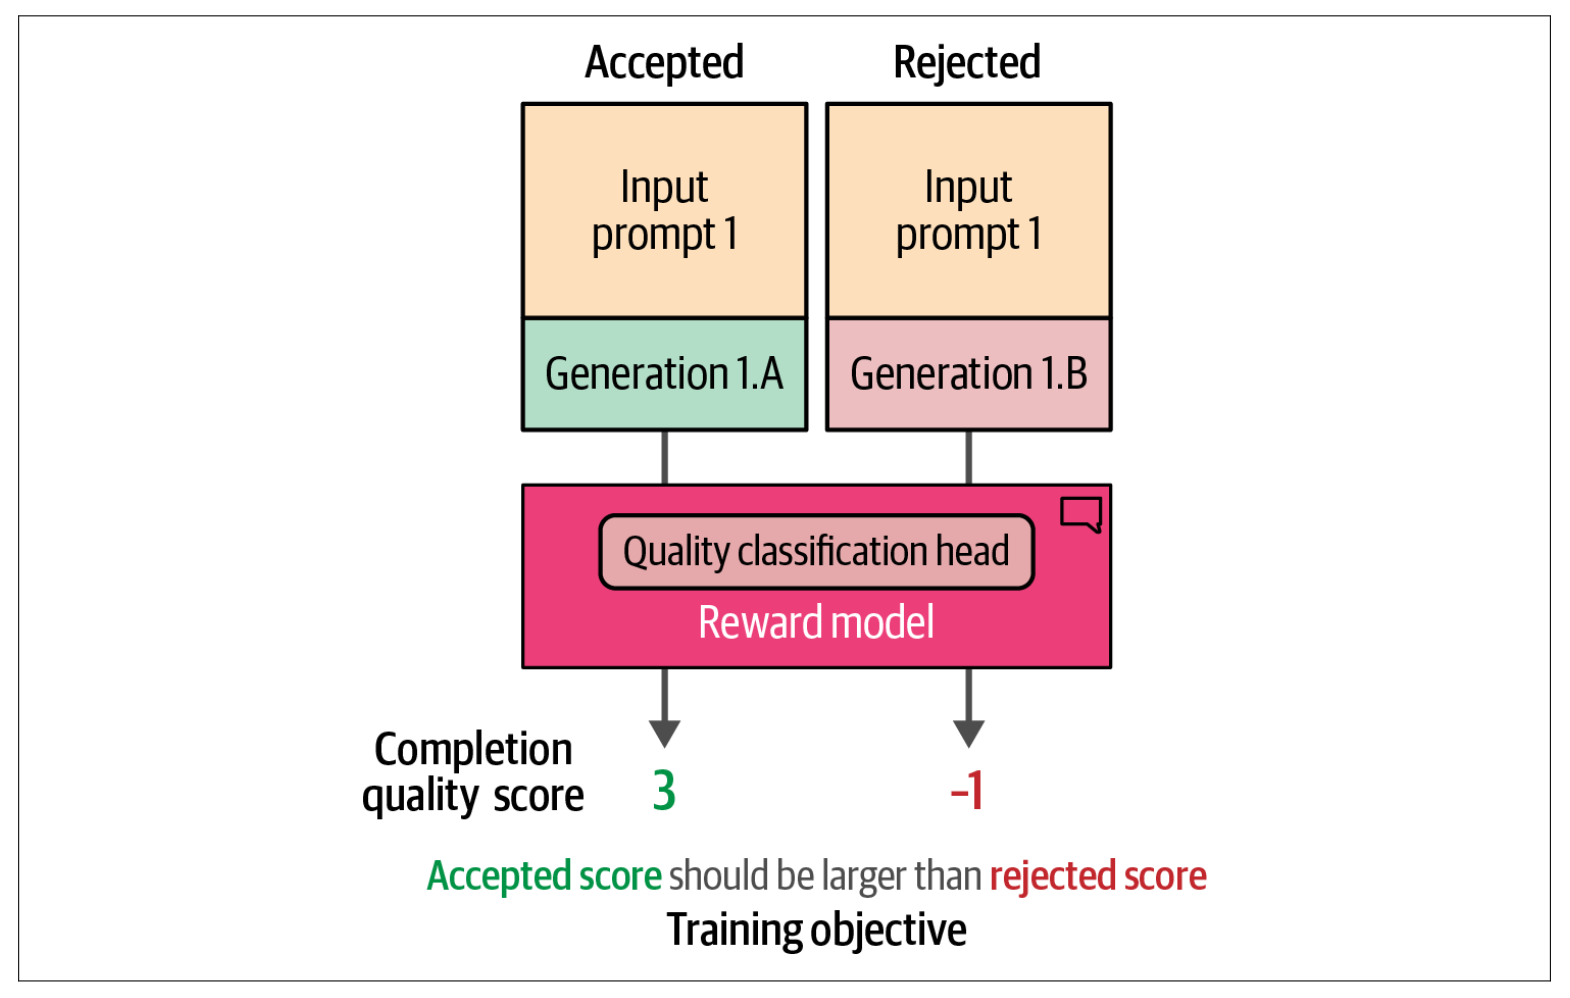 Accepted
Rejected
Input
prompt 1
Input
prompt 1
Generation 1.A
Generation 1.B
Quality classification head
Reward model
Completion
quality score
3
–1
Accepted score should be larger than rejected score
Training objective